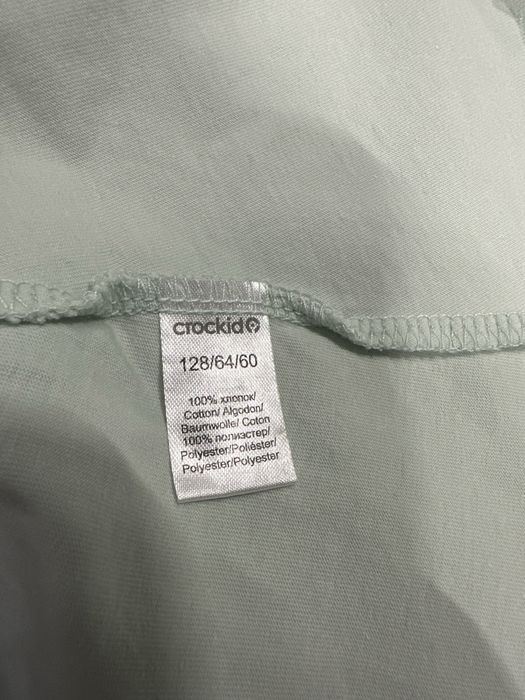 crockid
128/64/60
100% хлопок/
Cotton/ Algodon/
Baumwolle/ Coton
100% полиэстер/
Polyester/Poliéster/
Polyester/Polyester